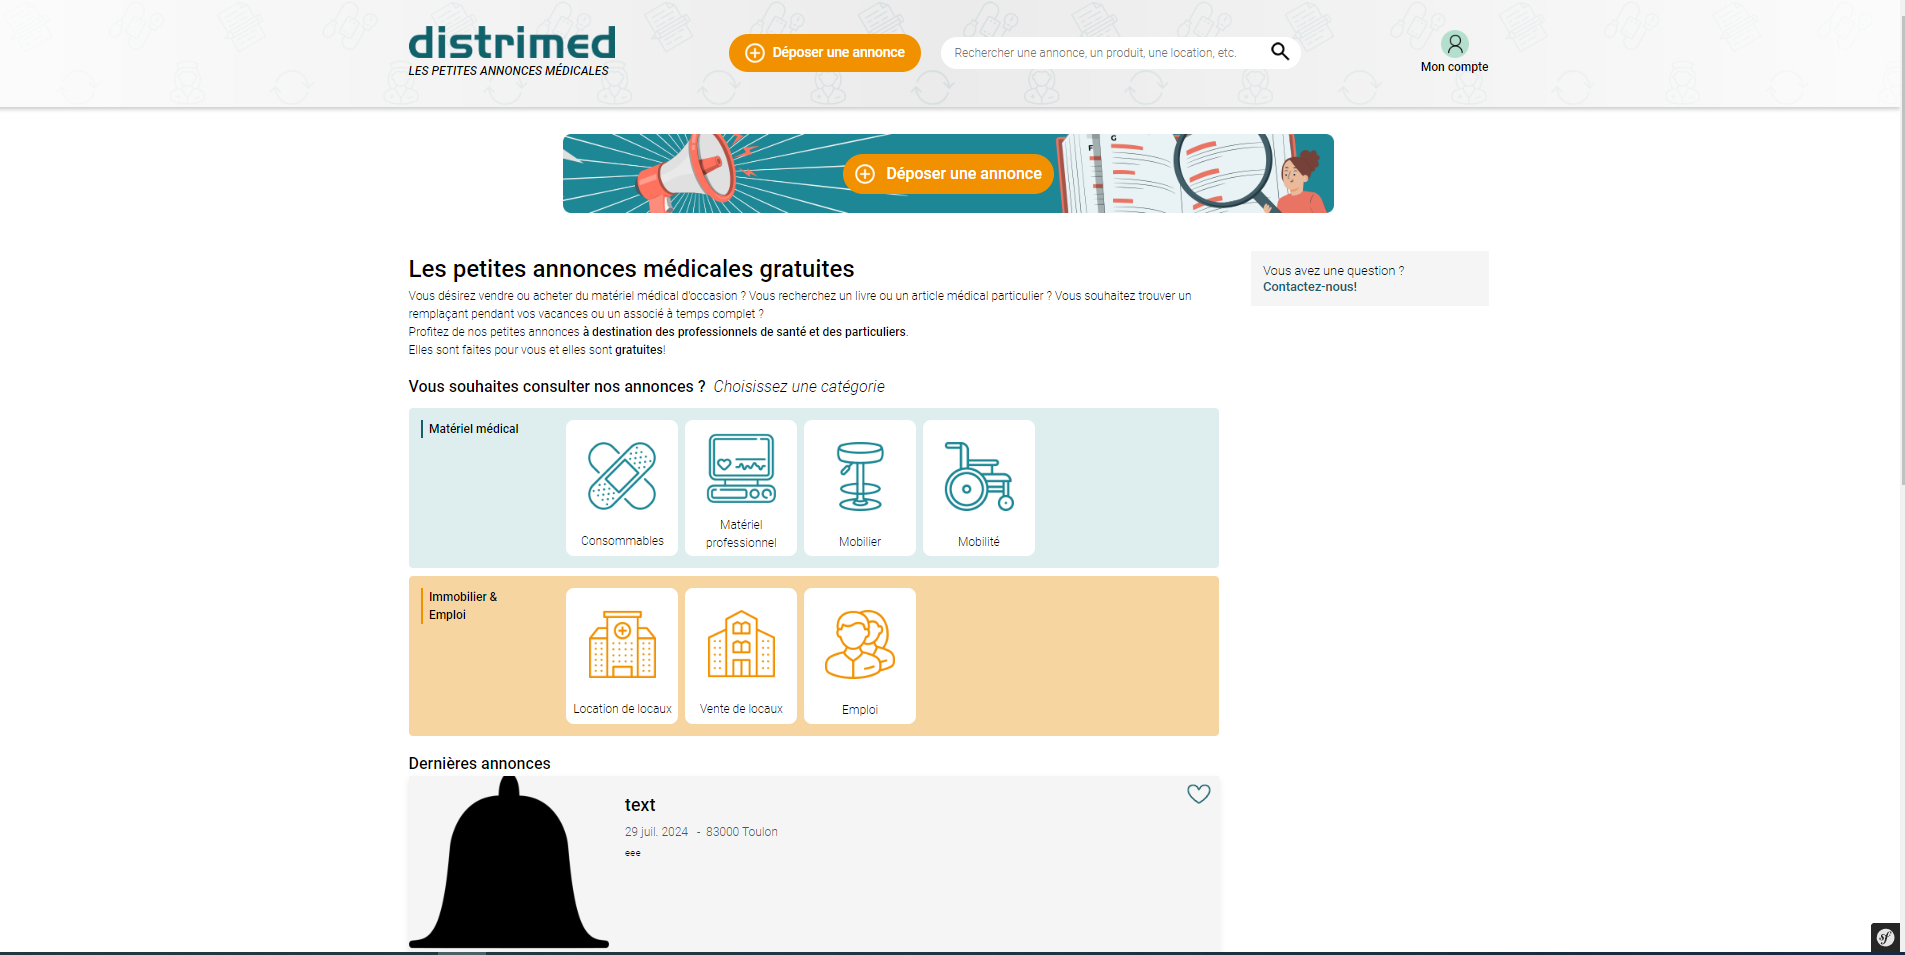 distrimed
LES PETITES ANNONCES MÉDICALES
Déposer une annonce
Rechercher une annonce, un produit, une location, etc.
Mon compte
Déposer une annonce
F
G
Les petites annonces médicales gratuites
Vous désirez vendre ou acheter du matériel médical d'occasion ? Vous recherchez un livre ou un article médical particulier ? Vous souhaitez trouver un
remplaçant pendant vos vacances ou un associé à temps complet ?
Profitez de nos petites annonces à destination des professionnels de santé et des particuliers.
Elles sont faites pour vous et elles sont gratuites!
Vous avez une question ?
Contactez-nous!
Vous souhaites consulter nos annonces ? Choisissez une catégorie
Matériel médical
Consommables
Matériel
professionnel
Mobilier
Mobilité
Immobilier &
Emploi
Location de locaux
Vente de locaux
Emploi
Dernières annonces
text
29 juil. 2024 - 83000 Toulon
eee
sf